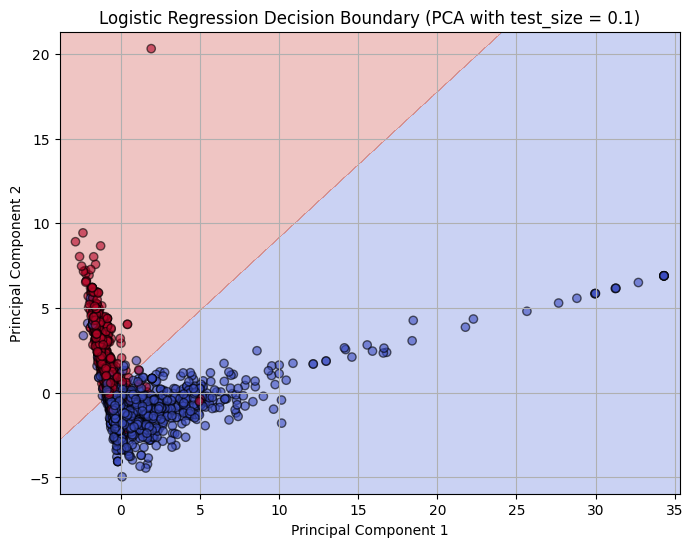 Logistic Regression Decision Boundary (PCA with test_size = 0.1)
20
15
10
5
0
−5
Principal Component 2
0 5 10 15 20 25 30 35
Principal Component 1